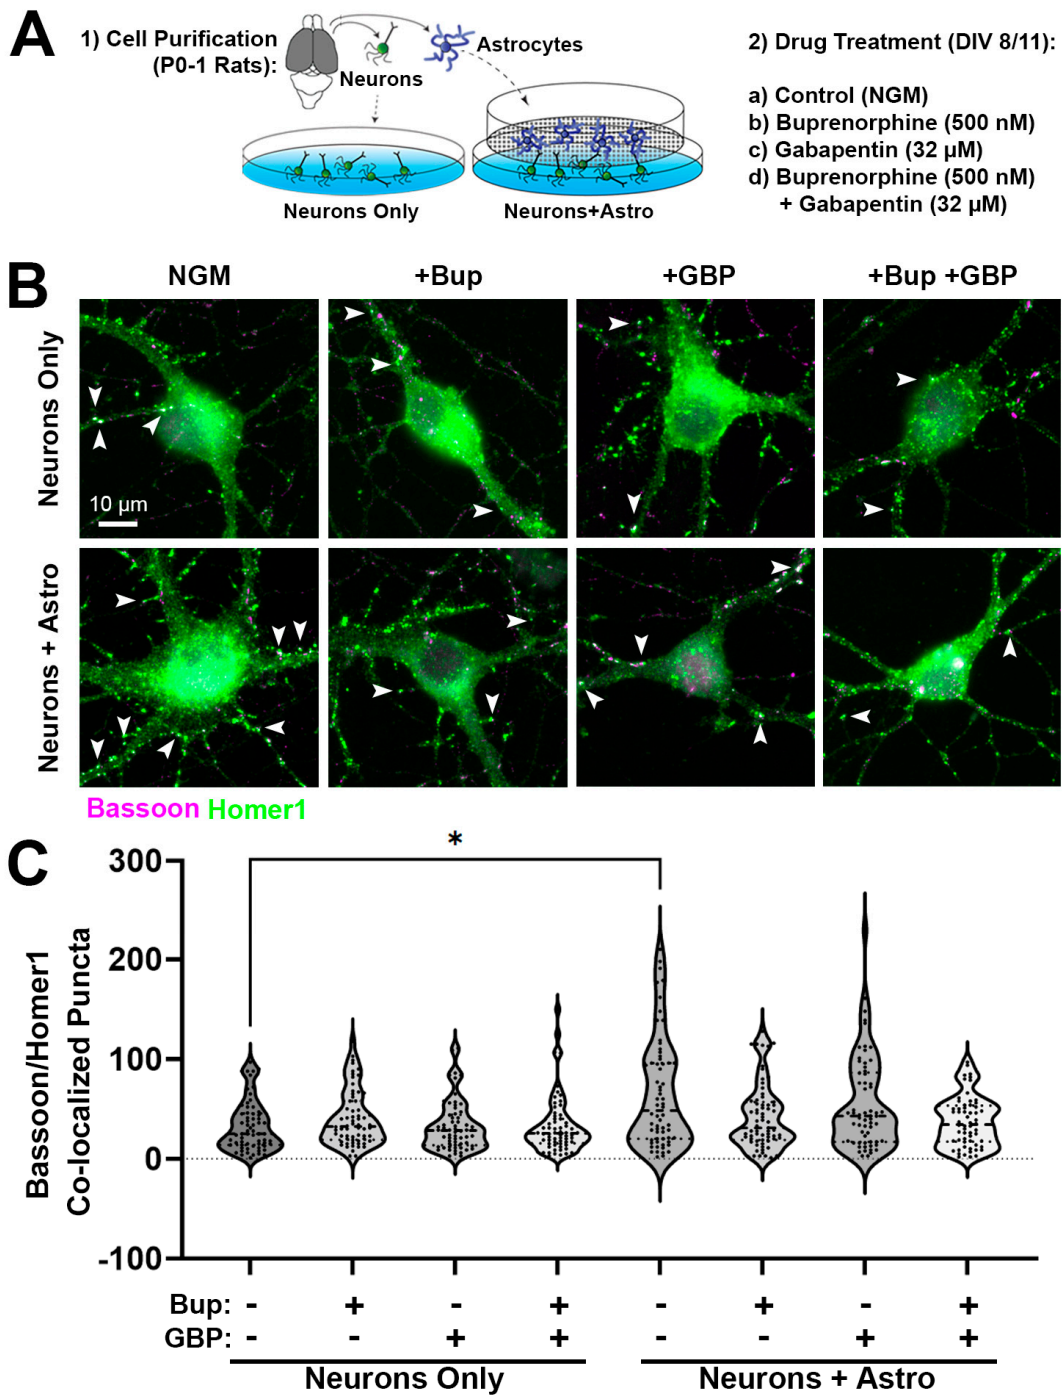 A
1) Cell Purification
(P0-1 Rats):
Neurons
Astrocytes
Neurons Only
Neurons+Astro
2) Drug Treatment (DIV 8/11):
a) Control (NGM)
b) Buprenorphine (500 nM)
c) Gabapentin (32 µM)
d) Buprenorphine (500 nM)
+ Gabapentin (32 µM)
B
NGM
+Bup
+GBP
+Bup +GBP
Neurons Only
10 µm
Neurons + Astro
Bassoon Homer1
C
*
Bassoon/Homer1
Co-localized Puncta
300
200
100
0
-100
Bup: - + - + - + - +
GBP: - - + + - - + +
Neurons Only
Neurons + Astro